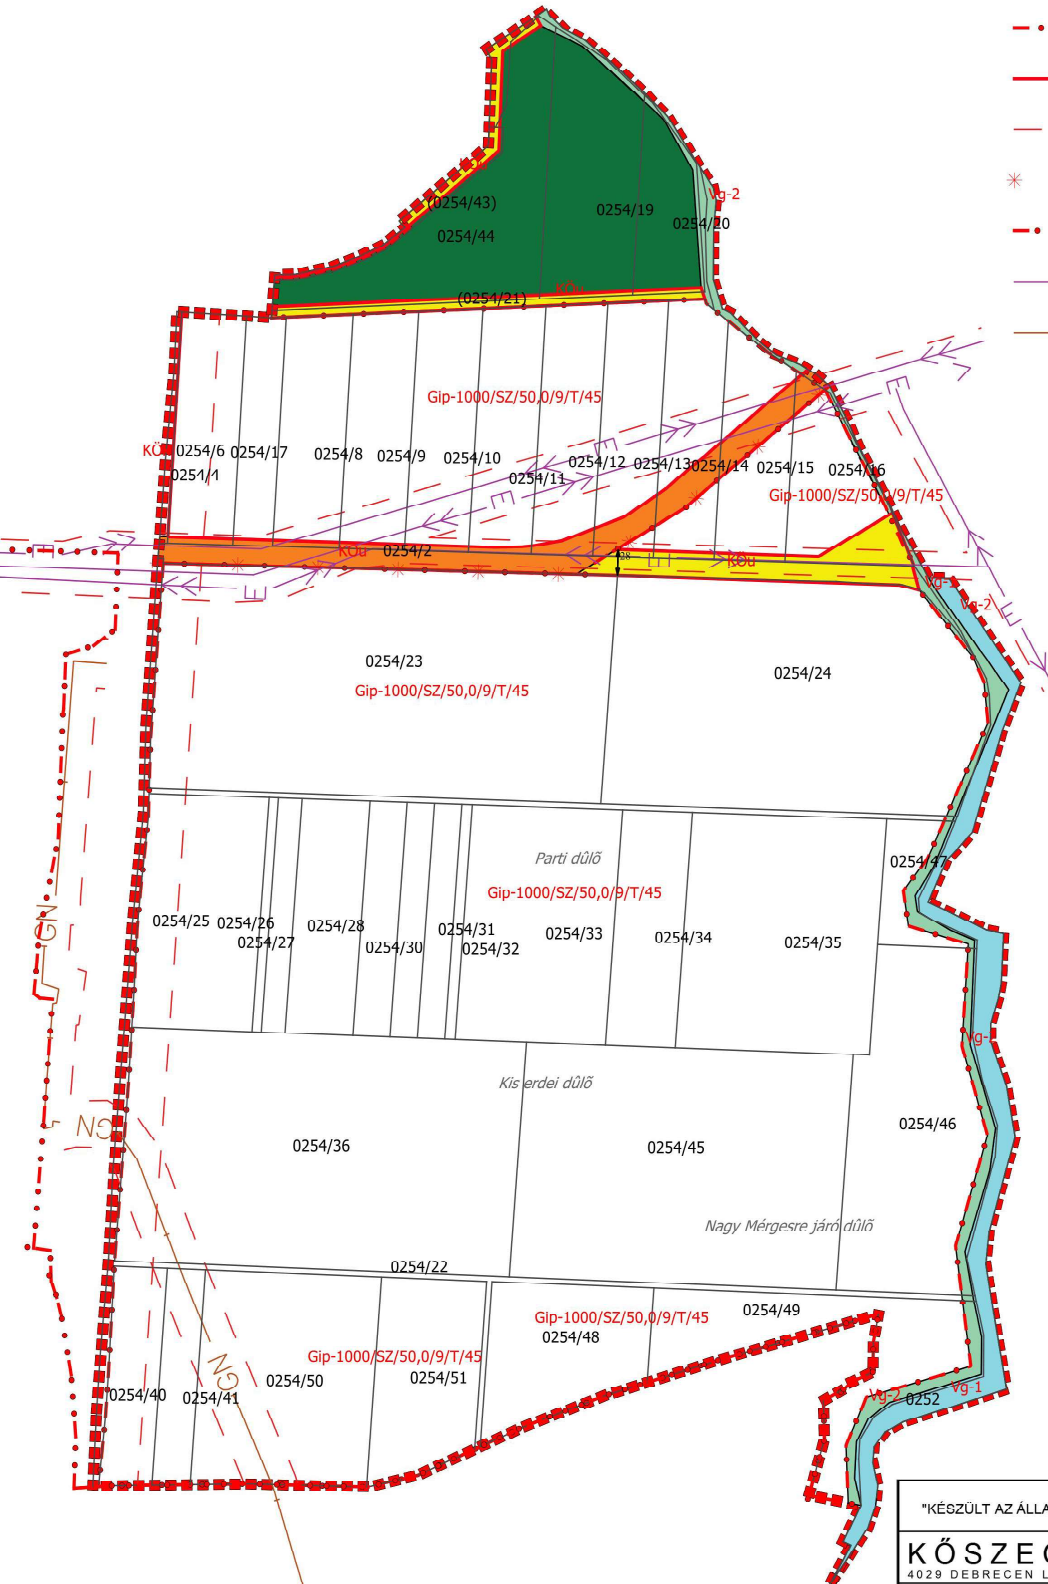 Vg-2
(0254/43)
0254/19
0254/20
0254/44
KÖu
(0254/21)
Gip-1000/SZ/50,0/9/T/45
0254/6
0254/17
0254/8
0254/9
0254/10
0254/11
0254/12
0254/13
0254/14
0254/15
0254/16
Gip-1000/SZ/50,0/9/T/45
E
E
E
E
KÖu
0254/2
28
E
KÖu
E
E
Vg-2
0254/23
0254/24
Gip-1000/SZ/50,0/9/T/45
Parti dûlõ
0254/47
Gip-1000/SZ/50,0/9/T/45
0254/25
0254/26
0254/27
0254/28
0254/30
0254/31
0254/32
0254/33
0254/34
0254/35
GN
Kis erdei dûlõ
GN
0254/46
0254/36
0254/45
Nagy Mérgesre járó dûlõ
0254/22
0254/49
Gip-1000/SZ/50,0/9/T/45
0254/48
Gip-1000/SZ/50,0/9/T/45
GN
0254/40
0254/41
0254/50
0254/51
Vg-2
0252
Vg-1
"KÉSZÜLT AZ ÁLLA
KŐSZEG
4029 DEBRECEN L